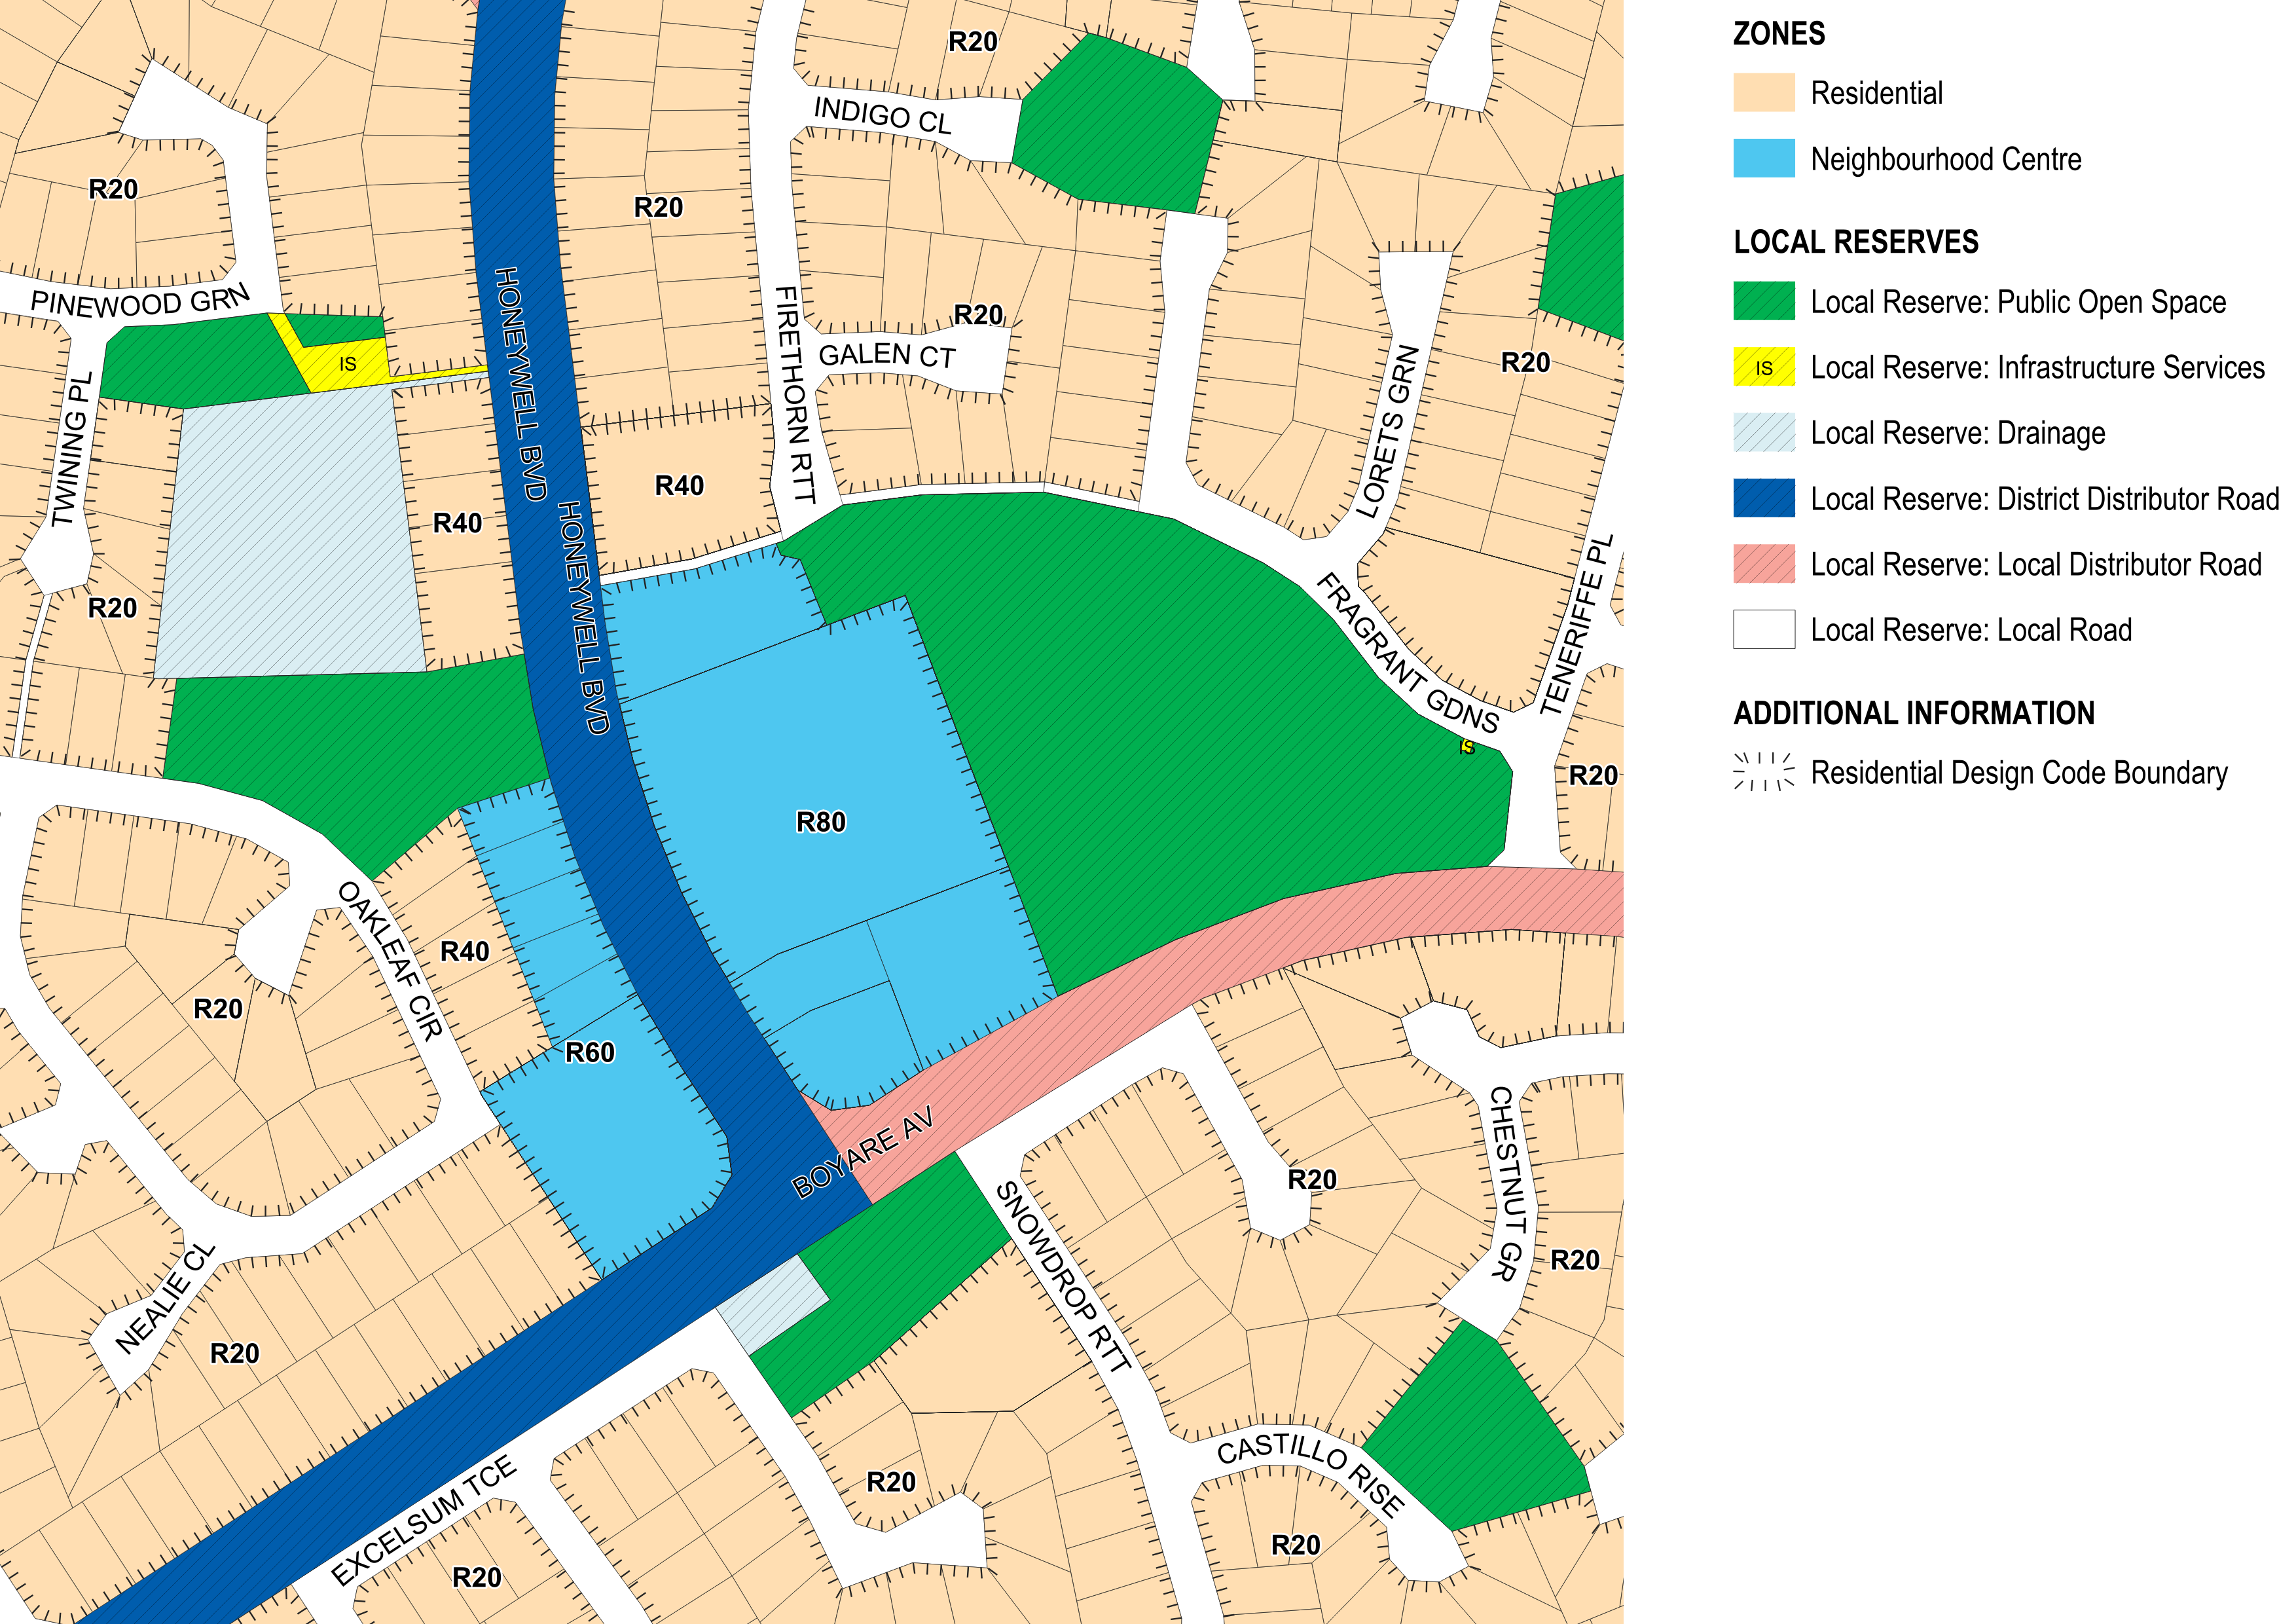 R20
INDIGO CL
R20
R20
PINEWOOD GRN
HONEYWELL BVD
FIRETHORN RTT
R20
GALEN CT
IS
LORETS GRN
R20
TWINING PL
R40
R40
HONEYWELL BVD
R20
FRAGRANT GDNS
TENERIFFE PL
IS
R20
R80
OAKLEAF CIR
R40
R20
R60
BOYARE AV
CHESTNUT GR
R20
SNOWDROP RTT
R20
NEALIE CL
R20
CASTILLO RISE
EXCELSUM TCE
R20
R20
R20
ZONES
Residential
Neighbourhood Centre
LOCAL RESERVES
Local Reserve: Public Open Space
IS
Local Reserve: Infrastructure Services
Local Reserve: Drainage
Local Reserve: District Distributor Road
Local Reserve: Local Distributor Road
Local Reserve: Local Road
ADDITIONAL INFORMATION
Residential Design Code Boundary